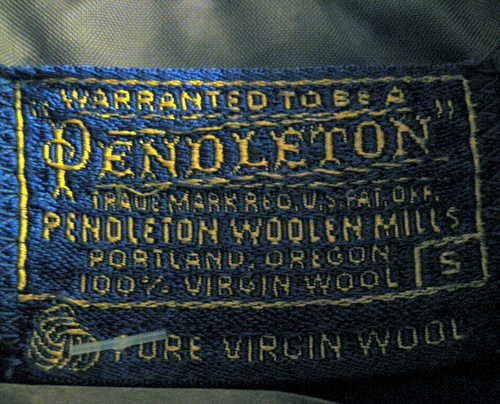 WARRANTED TO BE A
"PENDLETON"
TRADE MARK REG. U.S. PAT. OFF.
PENDLETON WOOLEN MILLS
PORTLAND, OREGON
100% VIRGIN WOOL
S
PURE VIRGIN WOOL